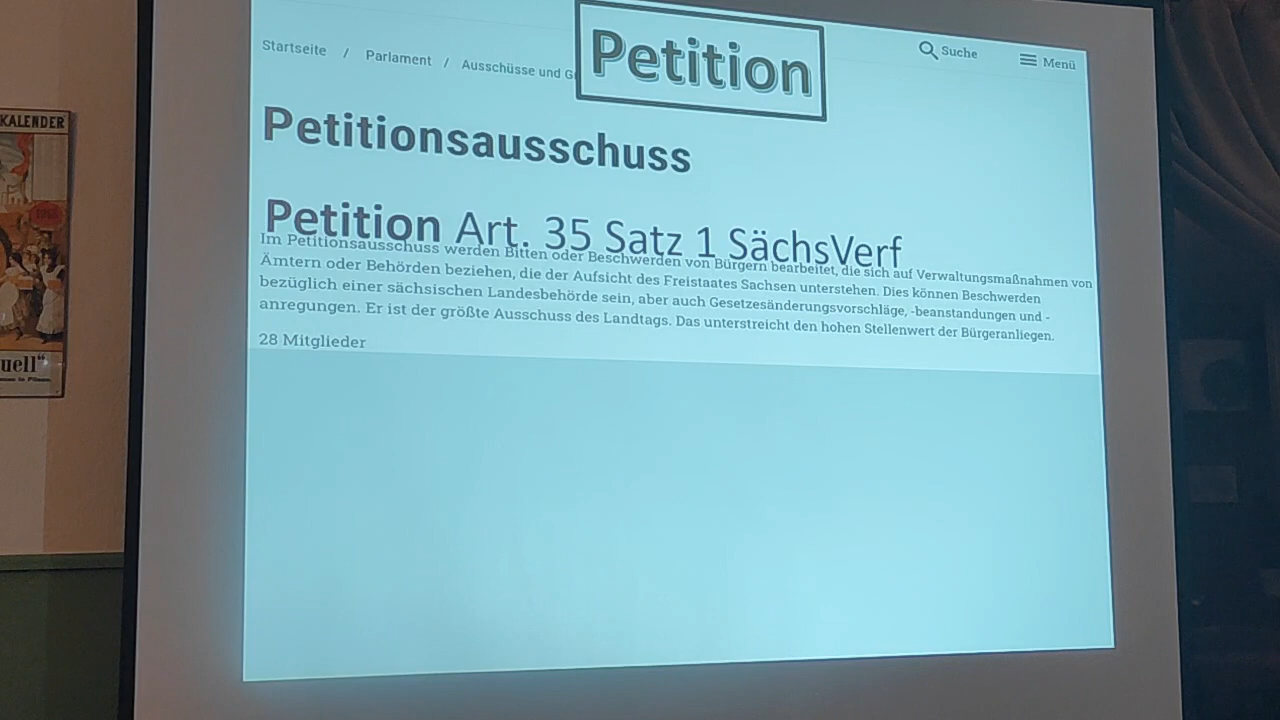 KALENDER
uell“
Startseite / Parlament / Ausschüsse und G
Petition
Suche
Menü
Petitionsausschuss
Petition Art. 35 Satz 1 SächsVerf
Im Petitionsausschuss werden Bitten oder Beschwerden von Bürgern bearbeitet, die sich auf Verwaltungsmaßnahmen von
Ämtern oder Behörden beziehen, die der Aufsicht des Freistaates Sachsen unterstehen. Dies können Beschwerden
bezüglich einer sächsischen Landesbehörde sein, aber auch Gesetzesänderungsvorschläge, -beanstandungen und -
anregungen. Er ist der größte Ausschuss des Landtags. Das unterstreicht den hohen Stellenwert der Bürgeranliegen.
28 Mitglieder